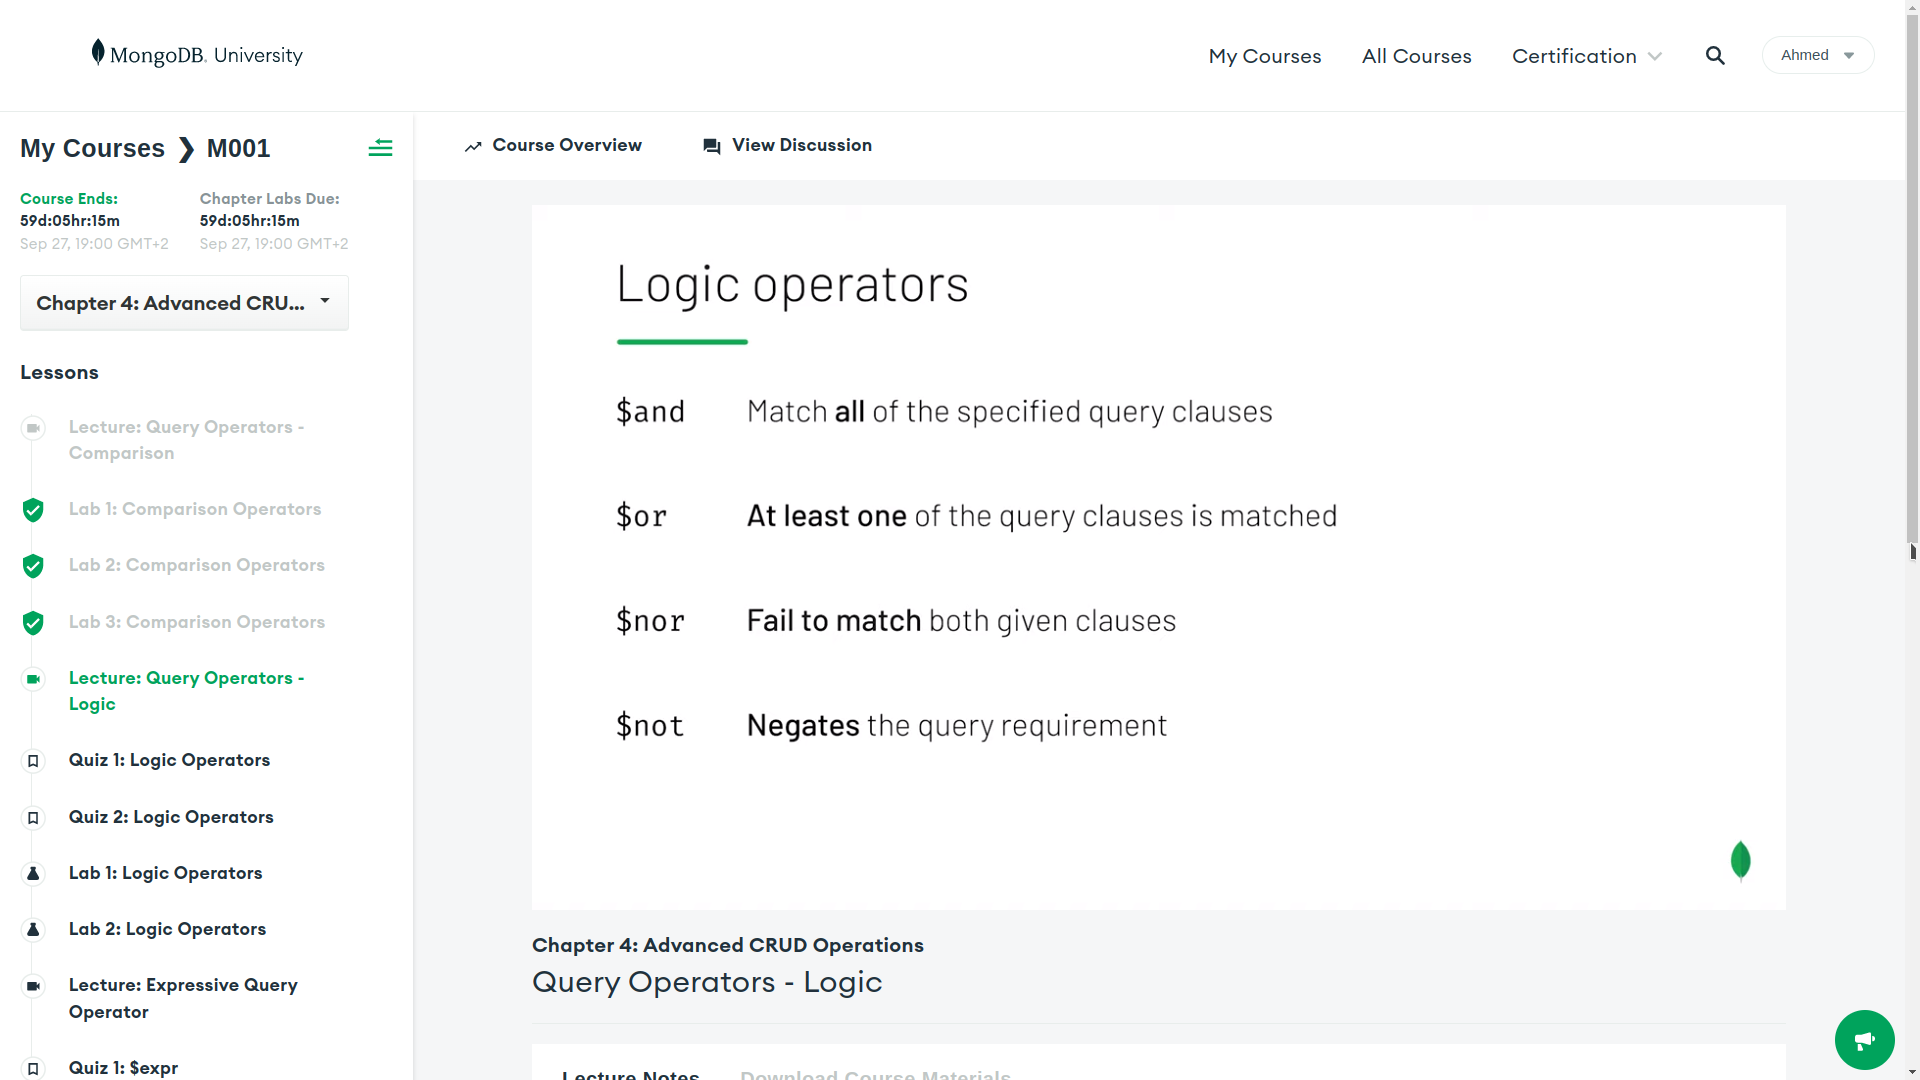 MongoDB. University
My Courses
All Courses
Certification
Ahmed
My Courses ❯ M001
Course Overview
View Discussion
Course Ends:
59d:05hr:15m
Sep 27, 19:00 GMT+2
Chapter Labs Due:
59d:05hr:15m
Sep 27, 19:00 GMT+2
Chapter 4: Advanced CRU...
Lessons
Lecture: Query Operators -
Comparison
Lab 1: Comparison Operators
Lab 2: Comparison Operators
Lab 3: Comparison Operators
Lecture: Query Operators -
Logic
Quiz 1: Logic Operators
Quiz 2: Logic Operators
Lab 1: Logic Operators
Lab 2: Logic Operators
Lecture: Expressive Query
Operator
Quiz 1: $expr
Logic operators
$and Match all of the specified query clauses
$or At least one of the query clauses is matched
$nor Fail to match both given clauses
$not Negates the query requirement
Chapter 4: Advanced CRUD Operations
Query Operators - Logic
Lecture Notes
Download Course Materials